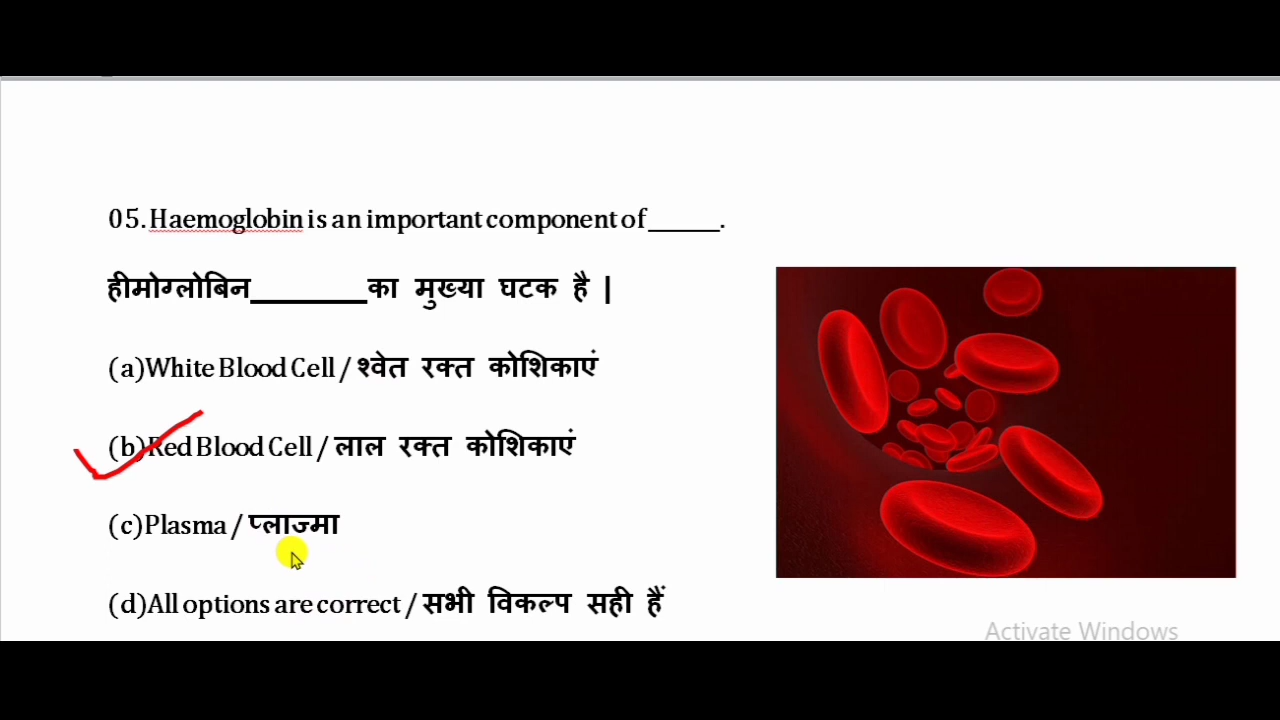 05. Haemoglobin is an important component of ______.
हीमोग्लोबिन________का मुख्या घटक है |
(a)White Blood Cell / श्वेत रक्त कोशिकाएं
(b)Red Blood Cell / लाल रक्त कोशिकाएं
(c)Plasma / प्लाज्मा
(d)All options are correct / सभी विकल्प सही हैं
Activate Windows